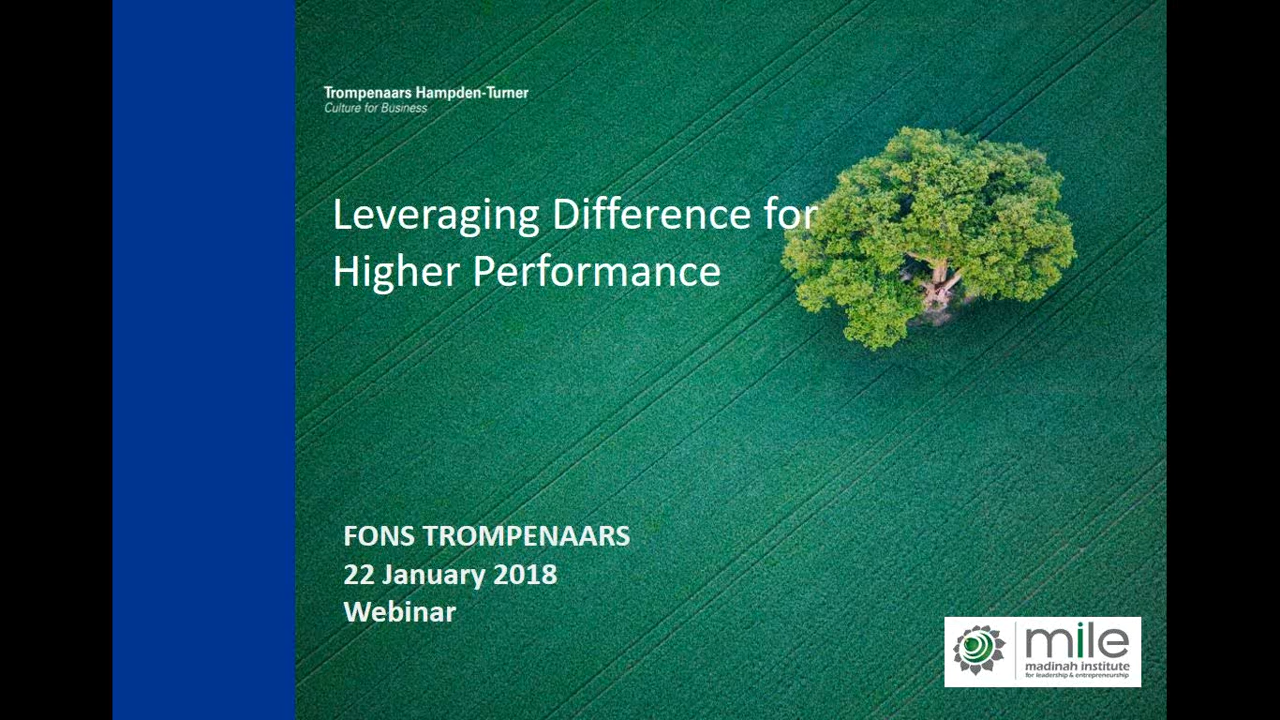 Trompenaars Hampden-Turner
Culture for Business
Leveraging Difference for
Higher Performance
FONS TROMPENAARS
22 January 2018
Webinar
mile
madinah institute
for leadership & entrepreneurship